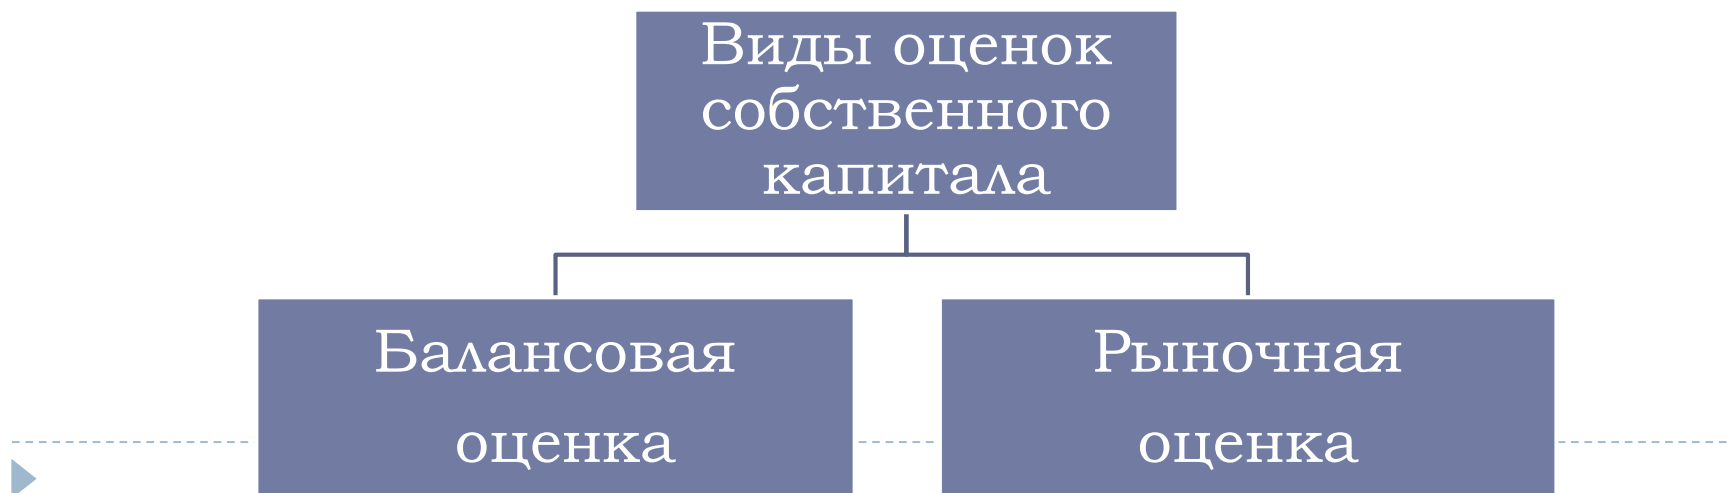 Виды оценок
собственного
капитала
Балансовая
оценка
Рыночная
оценка